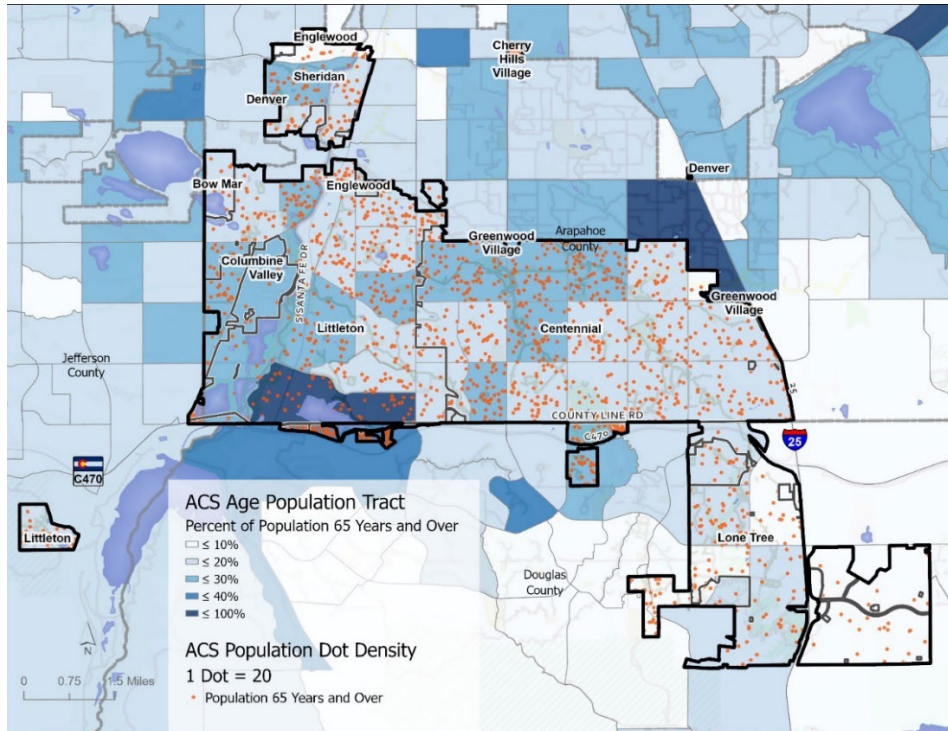 Englewood
Cherry
Hills
Village
Sheridan
Denver
Denver
Bow Mar
Englewood
Greenwood
Village
Arapahoe
County
Columbine
Valley
S SANTA FE DR
Greenwood
Village
Littleton
Centennial
Jefferson
County
25
COUNTY LINE RD
C470
25
C470
ACS Age Population Tract
Percent of Population 65 Years and Over
≤ 10%
≤ 20%
≤ 30%
≤ 40%
≤ 100%
Littleton
Lone Tree
Douglas
County
N
ACS Population Dot Density
1 Dot = 20
Population 65 Years and Over
0 0.75 1.5 Miles